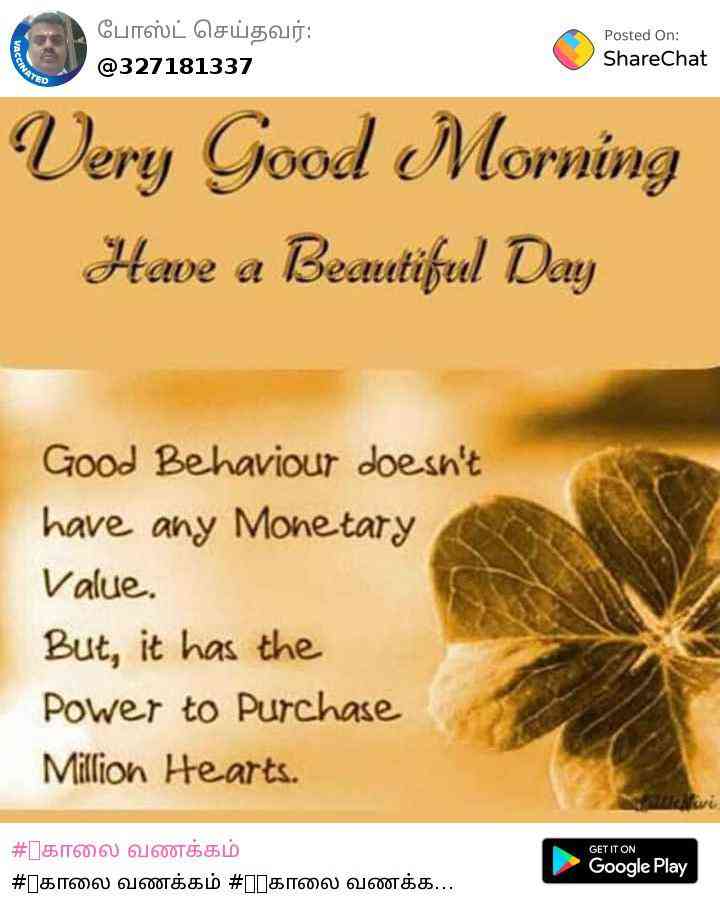 போஸ்ட் செய்தவர்:
@327181337
Posted On:
ShareChat
VACCINATED
Very Good Morning
Have a Beautiful Day
Good Behaviour doesn't
have any Monetary
Value.
But, it has the
Power to Purchase
Million Hearts.
#காலை வணக்கம்
#காலை வணக்கம் #காலை வணக்க...
GET IT ON
Google Play